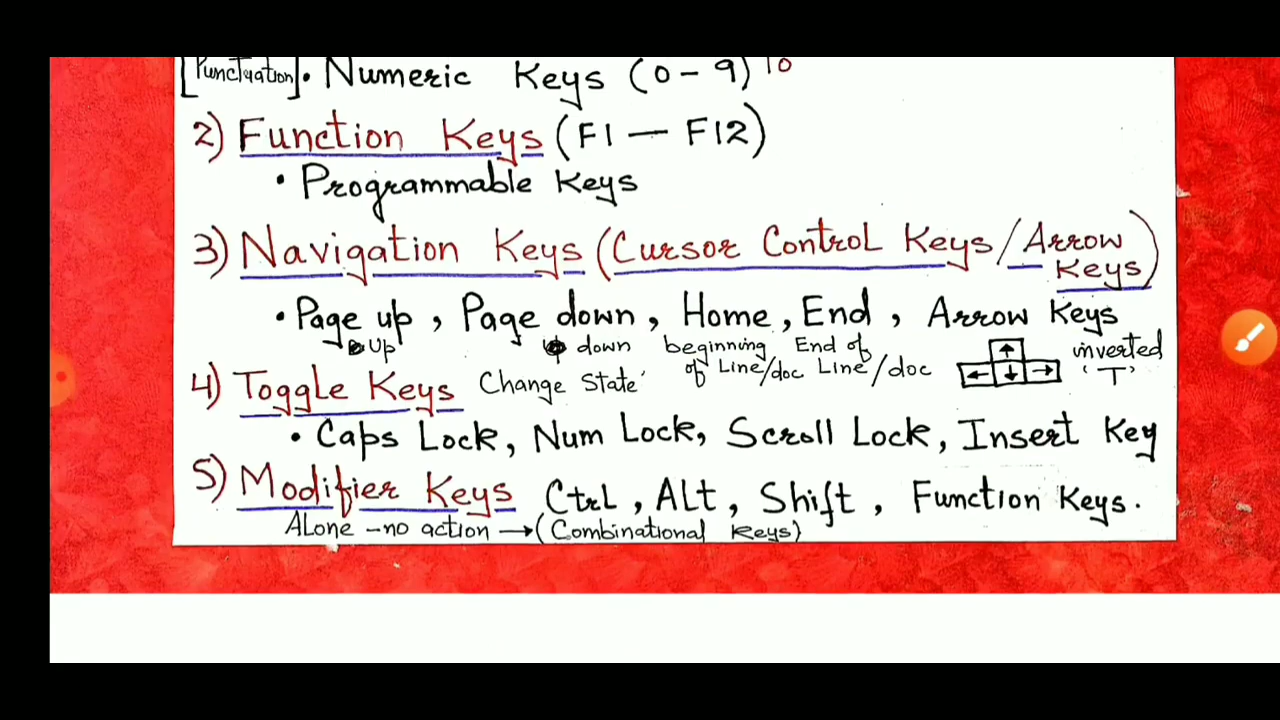 [Punctuation]• Numeric Keys (0 - 9) 10
2) Function Keys (F1 — F12)
• Programmable Keys
3) Navigation Keys (Cursor Control Keys/Arrow Keys)
• Page up, Page down, Home, End, Arrow Keys
Up down beginning of Line/doc End of Line/doc ↑ ← ↓ → inverted 'T'
4) Toggle Keys Change State'
• Caps Lock, Num Lock, Scroll Lock, Insert Key
5) Modifier Keys Ctrl, Alt, Shift, Function Keys.
Alone - no action → (Combinational Keys)